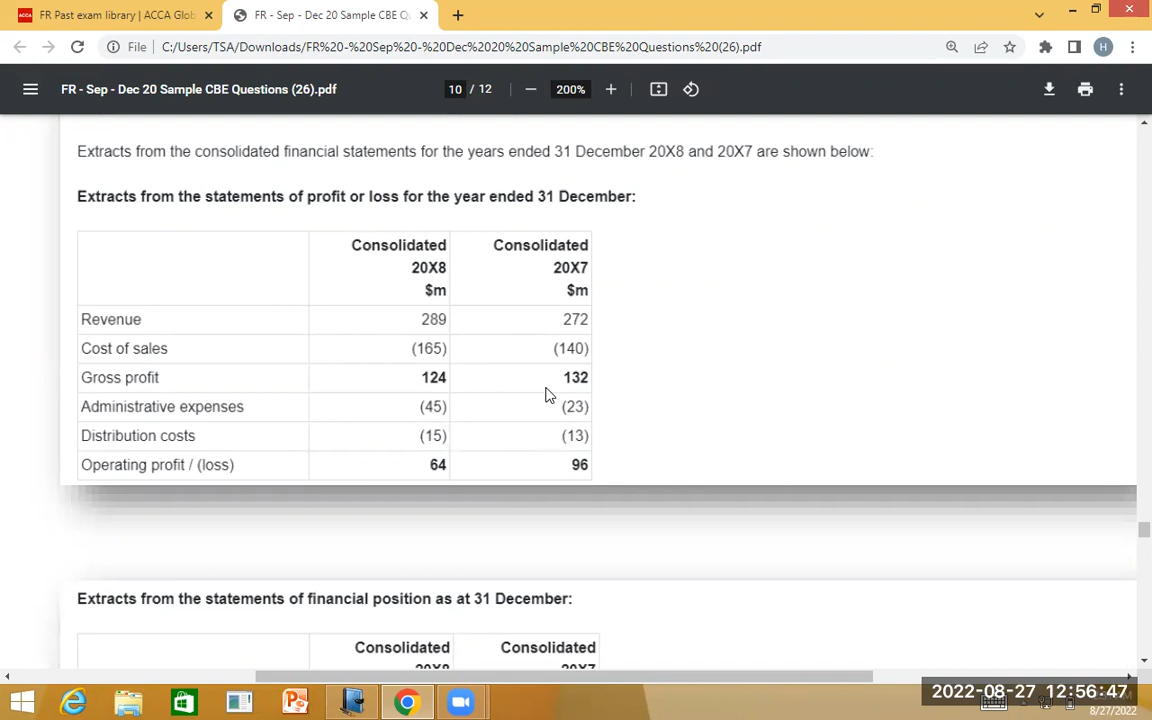 FR Past exam library | ACCA Glob
FR - Sep - Dec 20 Sample CBE Q
File C:/Users/TSA/Downloads/FR%20-%20Sep%20-%20Dec%2020%20Sample%20CBE%20Questions%20(26).pdf
H
FR - Sep - Dec 20 Sample CBE Questions (26).pdf
10 / 12
200%
Extracts from the consolidated financial statements for the years ended 31 December 20X8 and 20X7 are shown below:
Extracts from the statements of profit or loss for the year ended 31 December:
Consolidated Consolidated
20X8 20X7
$m $m
Revenue 289 272
Cost of sales (165) (140)
Gross profit 124 132
Administrative expenses (45) (23)
Distribution costs (15) (13)
Operating profit / (loss) 64 96
Extracts from the statements of financial position as at 31 December:
Consolidated Consolidated
20X8 20X7
2022-08-27 12:56:47
8/27/2022